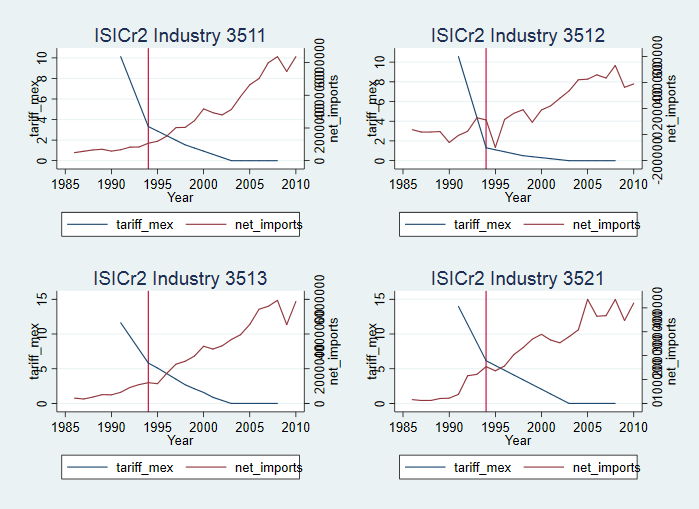 ISICr2 Industry 3511
tariff_mex
0 2 4 6 8 10
net_imports
1985 1990 1995 2000 2005 2010
Year
tariff_mex net_imports
ISICr2 Industry 3512
tariff_mex
0 2 4 6 8 10
-2000000
net_imports
1985 1990 1995 2000 2005 2010
Year
tariff_mex net_imports
ISICr2 Industry 3513
tariff_mex
0 5 10 15
0 2000000
net_imports
1985 1990 1995 2000 2005 2010
Year
tariff_mex net_imports
ISICr2 Industry 3521
tariff_mex
0 5 10 15
net_imports
1985 1990 1995 2000 2005 2010
Year
tariff_mex net_imports